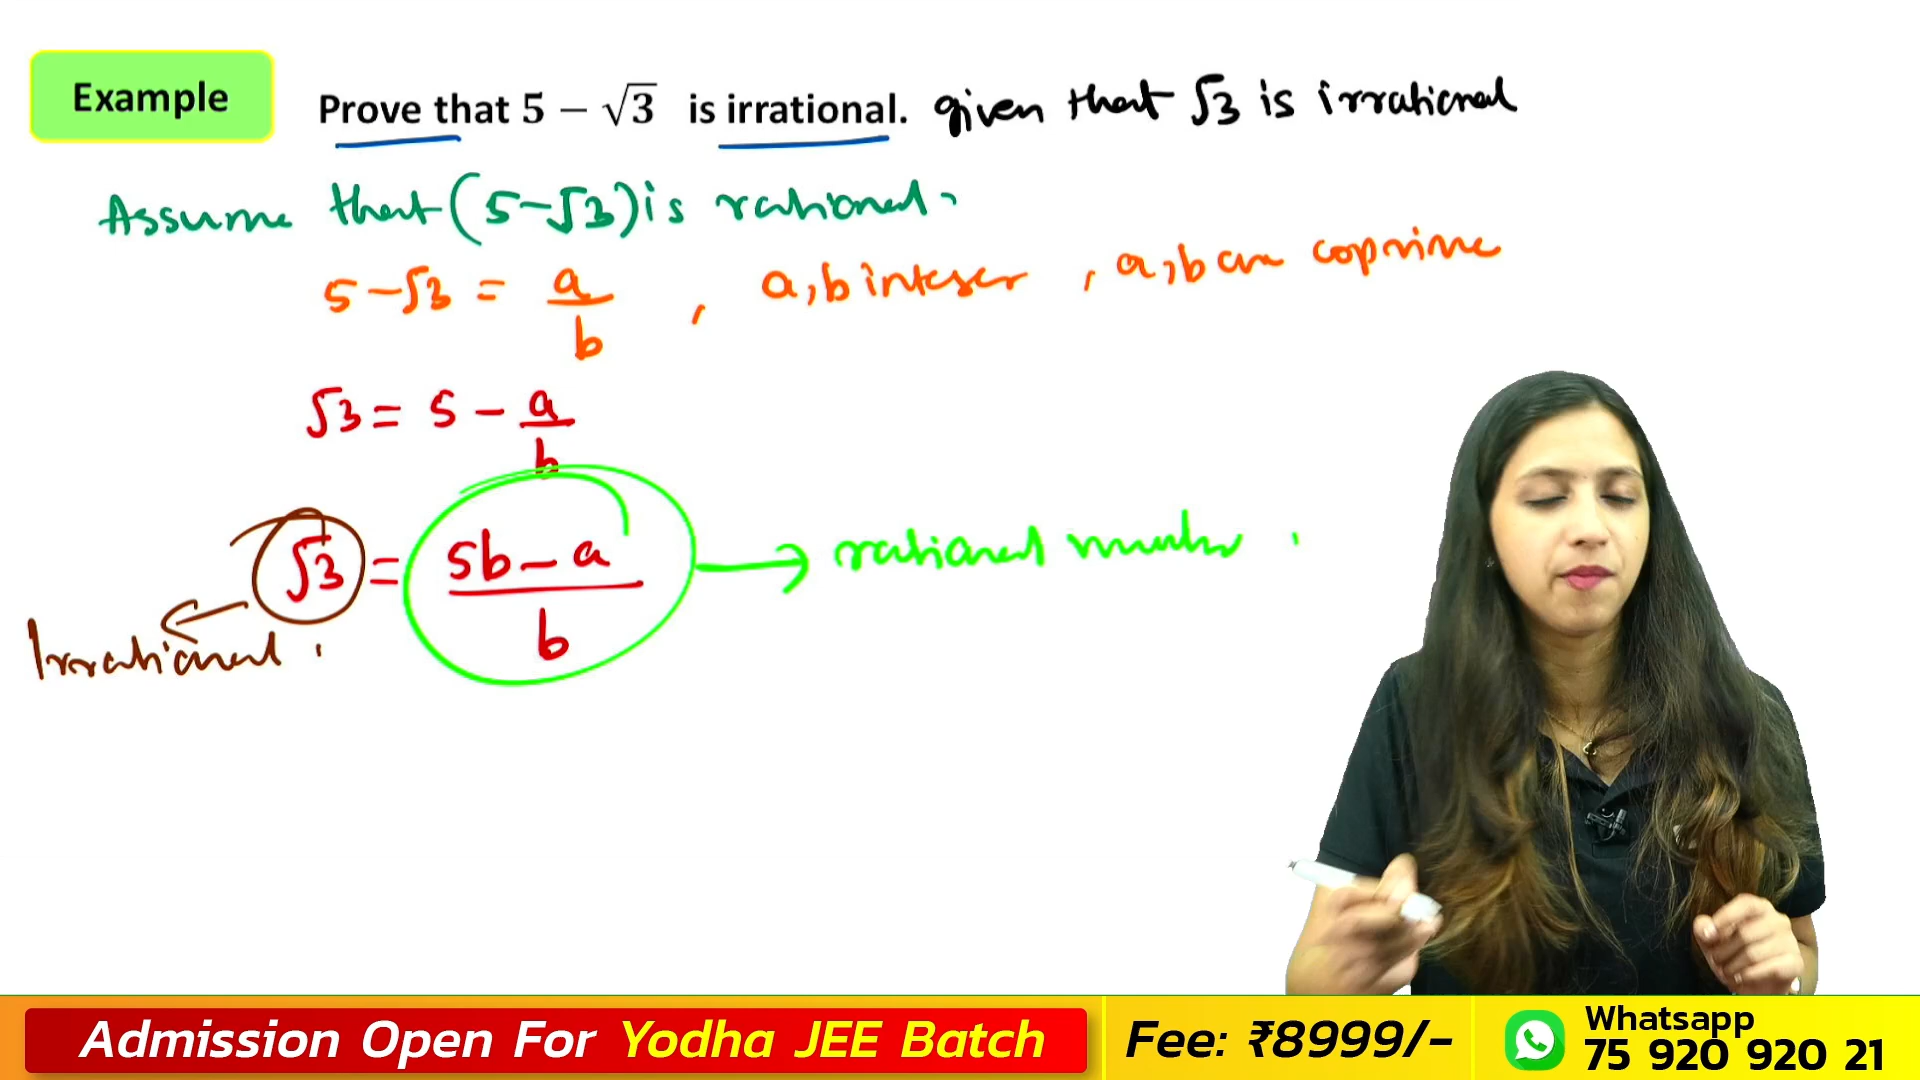 Example
Prove that 5 − √3 is irrational. given that √3 is irrational
Assume that (5-√3) is rational.
5-√3 = a/b , a,b integer , a,b are coprime
√3 = 5 - a/b
√3 = (5b-a)/b → rational number.
Irrational.
Admission Open For Yodha JEE Batch
Fee: ₹8999/-
Whatsapp
75 920 920 21